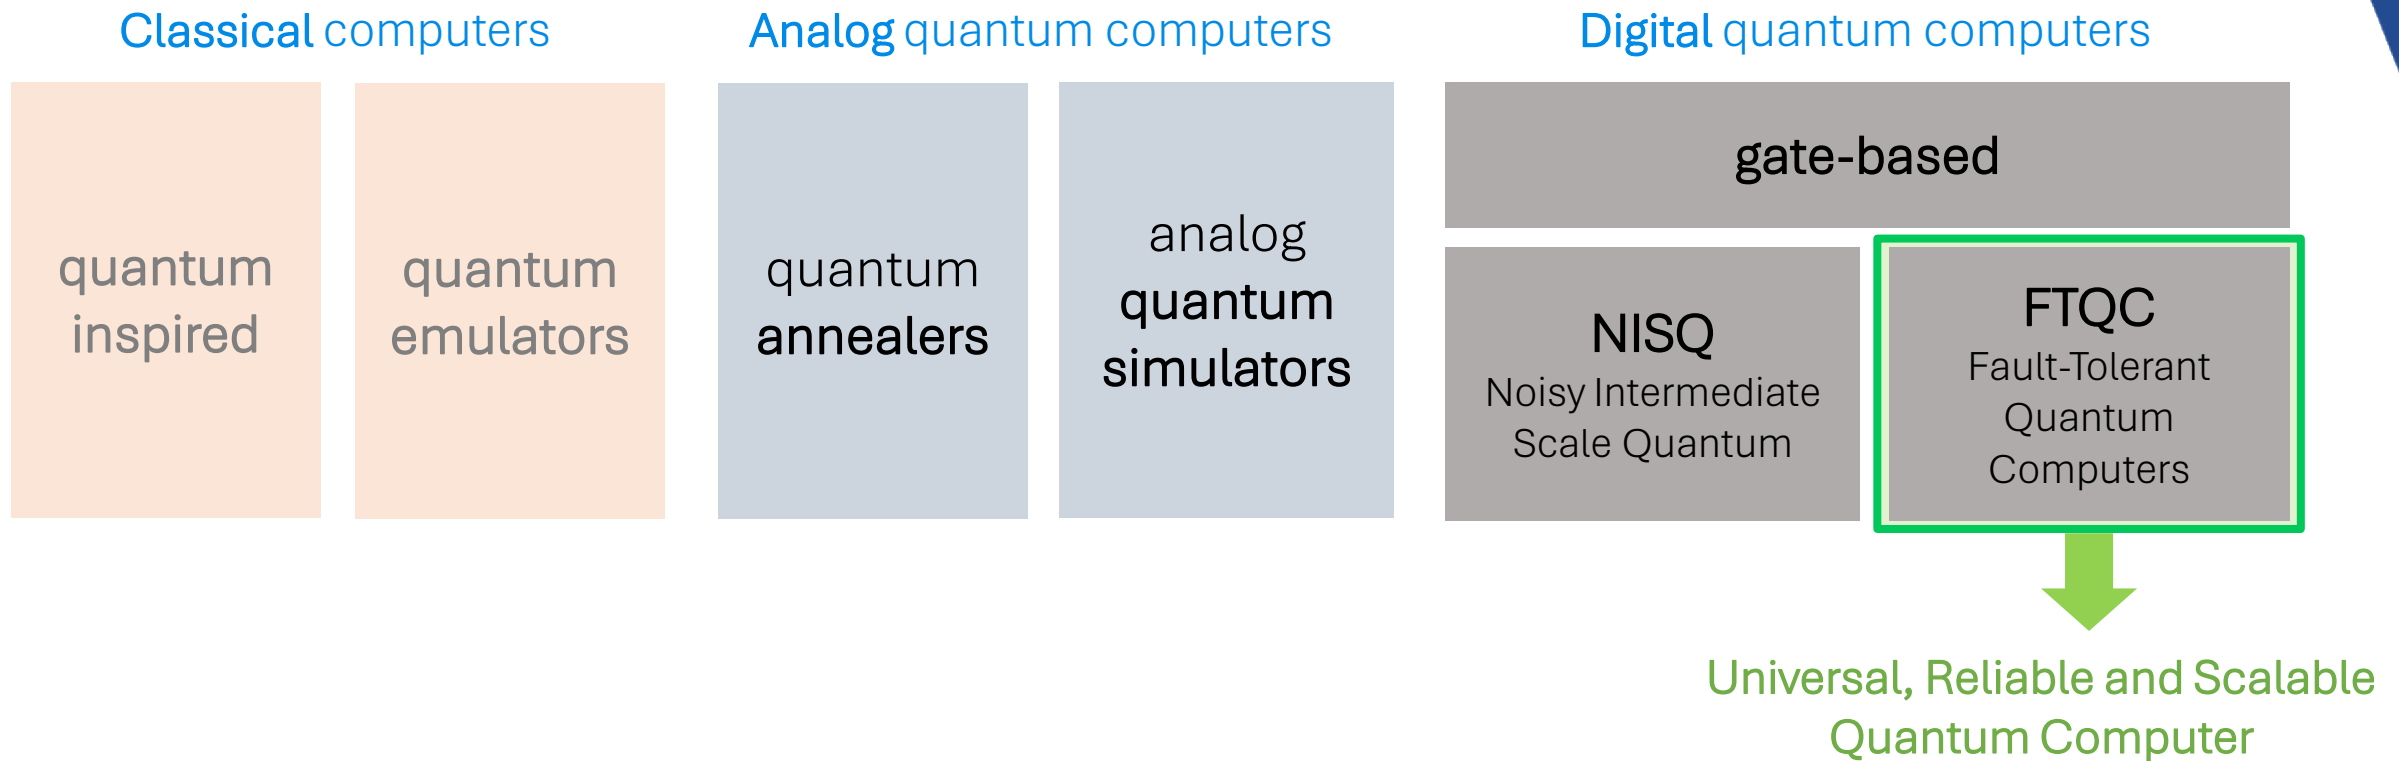 Classical computers
quantum
inspired
quantum
emulators
Analog quantum computers
quantum
annealers
analog
quantum
simulators
Digital quantum computers
gate-based
NISQ
Noisy Intermediate
Scale Quantum
FTQC
Fault-Tolerant
Quantum
Computers
Universal, Reliable and Scalable
Quantum Computer